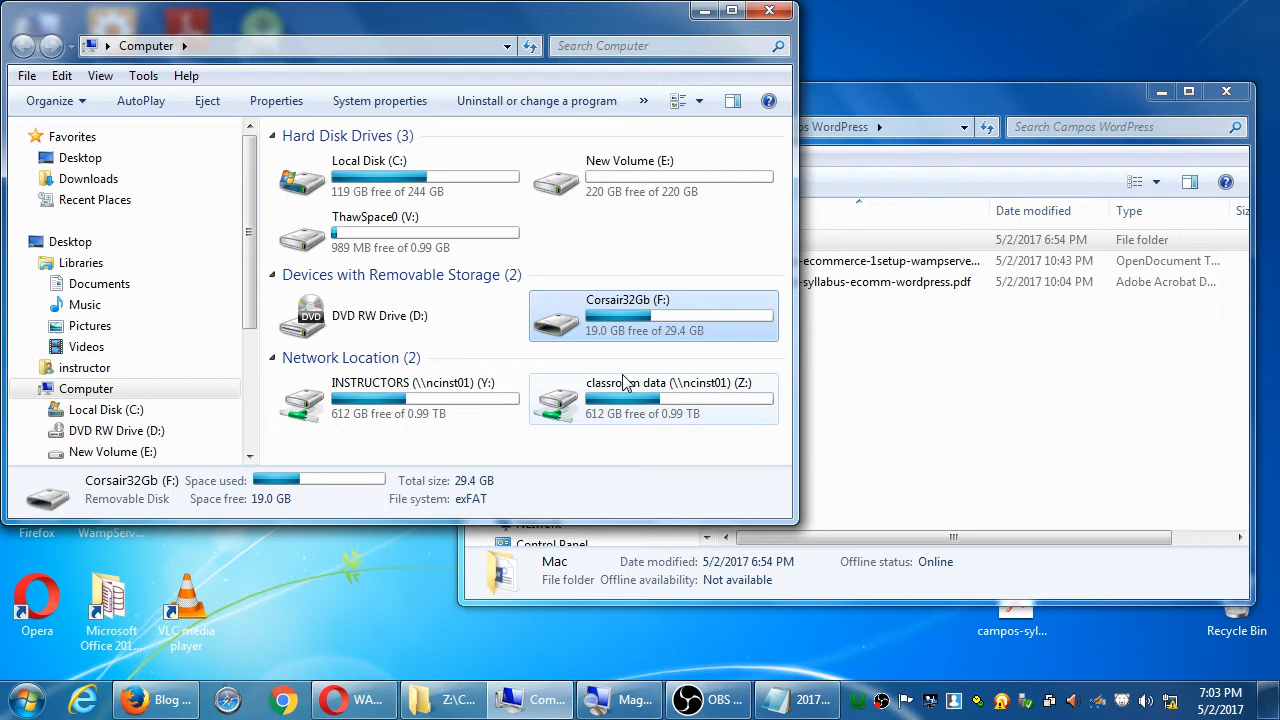 Computer
Search Computer
File Edit View Tools Help
Organize AutoPlay Eject Properties System properties Uninstall or change a program »
Favorites
Desktop
Downloads
Recent Places
Desktop
Libraries
Documents
Music
Pictures
Videos
instructor
Computer
Local Disk (C:)
DVD RW Drive (D:)
New Volume (E:)
Hard Disk Drives (3)
Local Disk (C:)
119 GB free of 244 GB
New Volume (E:)
220 GB free of 220 GB
ThawSpace0 (V:)
989 MB free of 0.99 GB
Devices with Removable Storage (2)
DVD RW Drive (D:)
Corsair32Gb (F:)
19.0 GB free of 29.4 GB
Network Location (2)
INSTRUCTORS (\\ncinst01) (Y:)
612 GB free of 0.99 TB
classroom data (\\ncinst01) (Z:)
612 GB free of 0.99 TB
Corsair32Gb (F:) Space used: Total size: 29.4 GB
Removable Disk Space free: 19.0 GB File system: exFAT
os WordPress
Search Campos WordPress
Date modified Type Siz
5/2/2017 6:54 PM File folder
-ecommerce-1setup-wampserve... 5/2/2017 10:43 PM OpenDocument T...
-syllabus-ecomm-wordpress.pdf 5/2/2017 10:04 PM Adobe Acrobat D...
Network
Control Panel
Mac Date modified: 5/2/2017 6:54 PM Offline status: Online
File folder Offline availability: Not available
Firefox
WampServ...
Opera
Microsoft Office 201...
VLC media player
campos-syl...
Recycle Bin
Blog ...
WA...
Z:\C...
Com...
Mag...
OBS ...
2017...
7:03 PM
5/2/2017